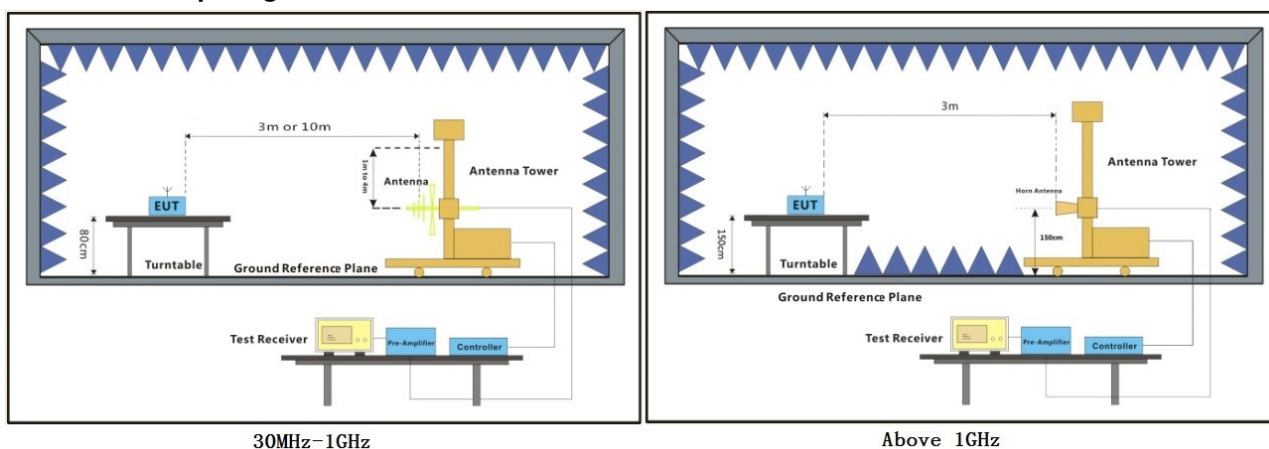 3m or 10m
1m to 4m
Antenna
Antenna Tower
EUT
80cm
Turntable
Ground Reference Plane
Test Receiver
Pre-Amplifier
Controller
30MHz-1GHz
3m
Antenna Tower
Horn Antenna
EUT
150cm
150cm
Turntable
Ground Reference Plane
Test Receiver
Pre-Amplifier
Controller
Above 1GHz